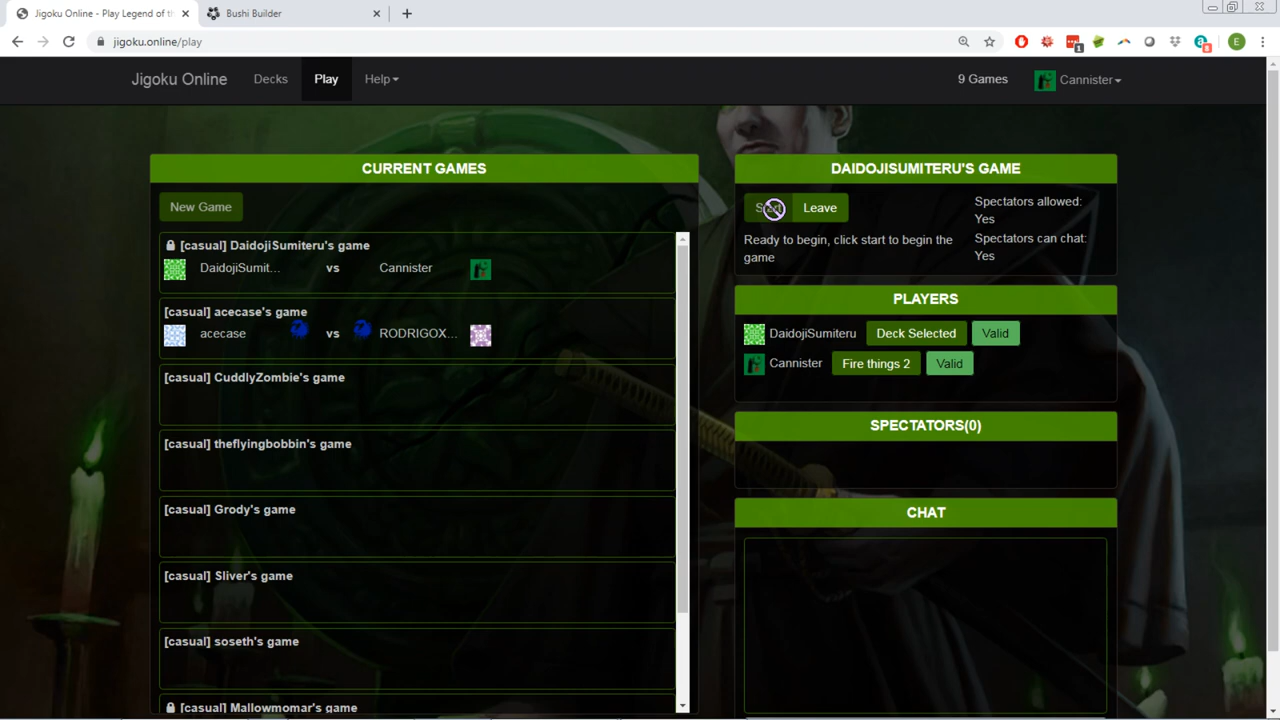 Jigoku Online - Play Legend of th
Bushi Builder
jigoku.online/play
1
8
E
Jigoku Online
Decks
Play
Help
9 Games
Cannister
CURRENT GAMES
New Game
[casual] DaidojiSumiteru's game
DaidojiSumit...
vs
Cannister
[casual] acecase's game
acecase
vs
RODRIGOX...
[casual] CuddlyZombie's game
[casual] theflyingbobbin's game
[casual] Grody's game
[casual] Sliver's game
[casual] soseth's game
[casual] Mallowmomar's game
DAIDOJISUMITERU'S GAME
Start
Leave
Ready to begin, click start to begin the
game
Spectators allowed:
Yes
Spectators can chat:
Yes
PLAYERS
DaidojiSumiteru
Deck Selected
Valid
Cannister
Fire things 2
Valid
SPECTATORS(0)
CHAT